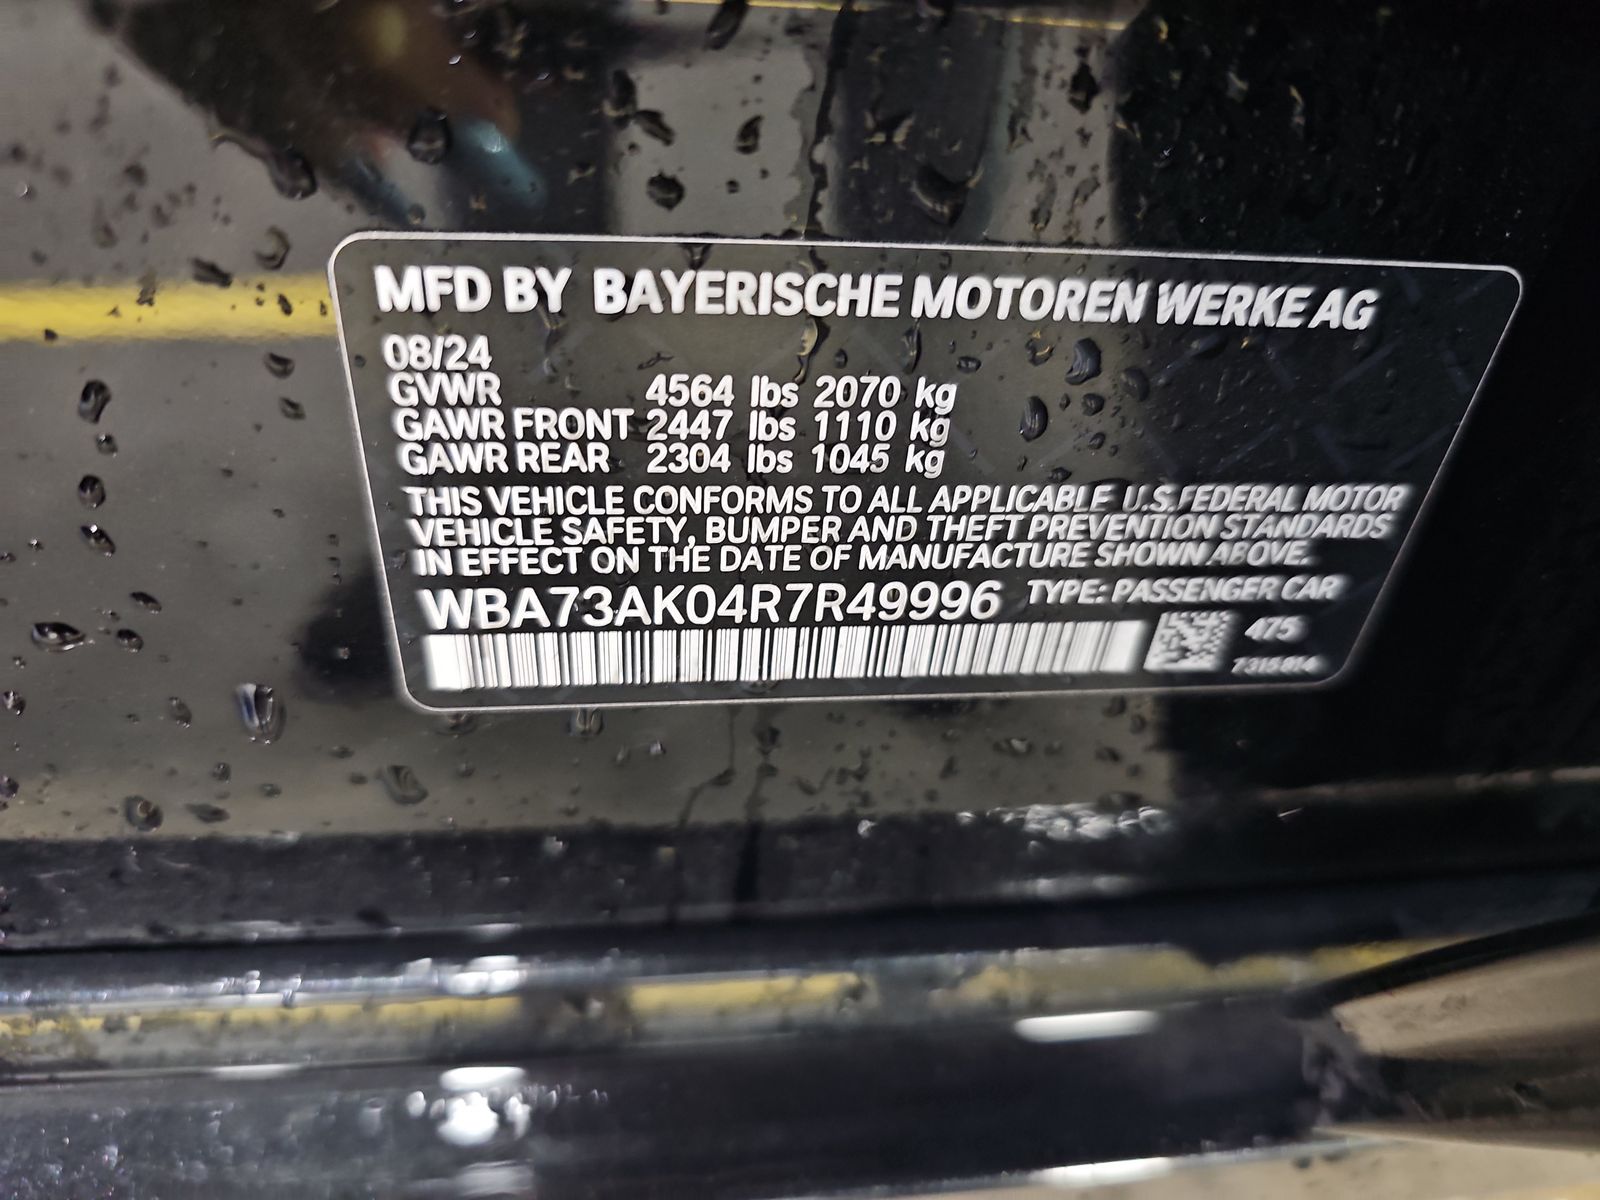 MFD BY BAYERISCHE MOTOREN WERKE AG
08/24
GVWR 4564 lbs 2070 kg
GAWR FRONT 2447 lbs 1110 kg
GAWR REAR 2304 lbs 1045 kg
THIS VEHICLE CONFORMS TO ALL APPLICABLE U.S.FEDERAL MOTOR
VEHICLE SAFETY, BUMPER AND THEFT PREVENTION STANDARDS
IN EFFECT ON THE DATE OF MANUFACTURE SHOWN ABOVE.
WBA73AK04R7R49996 TYPE: PASSENGER CAR
475
7315814